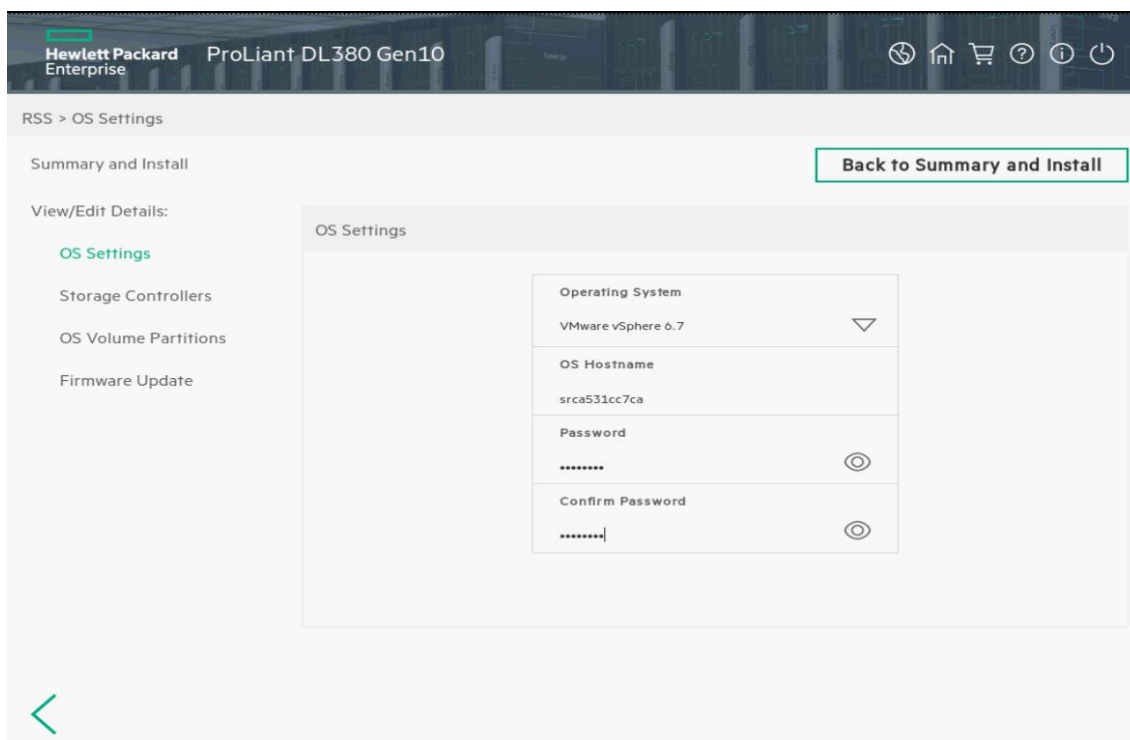 Hewlett Packard
Enterprise
ProLiant DL380 Gen10
RSS > OS Settings
Summary and Install
Back to Summary and Install
View/Edit Details:
OS Settings
Storage Controllers
OS Volume Partitions
Firmware Update
OS Settings
Operating System
VMware vSphere 6.7
OS Hostname
srca531cc7ca
Password
••••••••
Confirm Password
••••••••